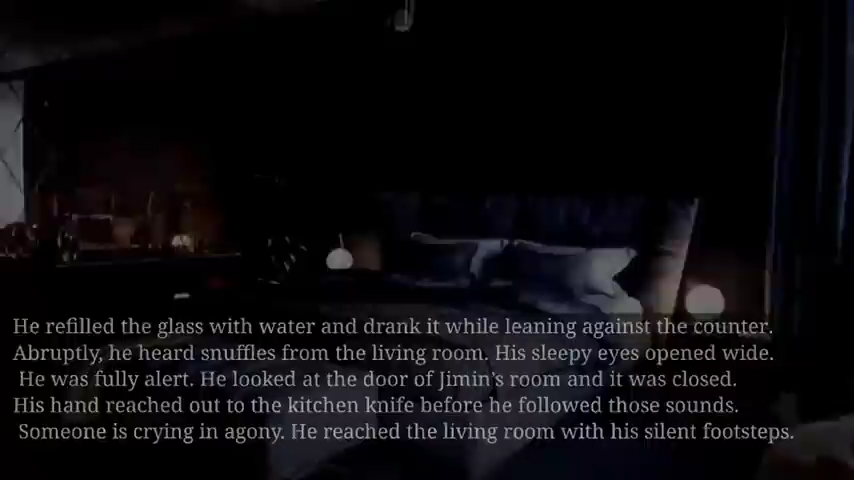 He refilled the glass with water and drank it while leaning against the counter.
Abruptly, he heard snuffles from the living room. His sleepy eyes opened wide.
He was fully alert. He looked at the door of Jimin's room and it was closed.
His hand reached out to the kitchen knife before he followed those sounds.
Someone is crying in agony. He reached the living room with his silent footsteps.